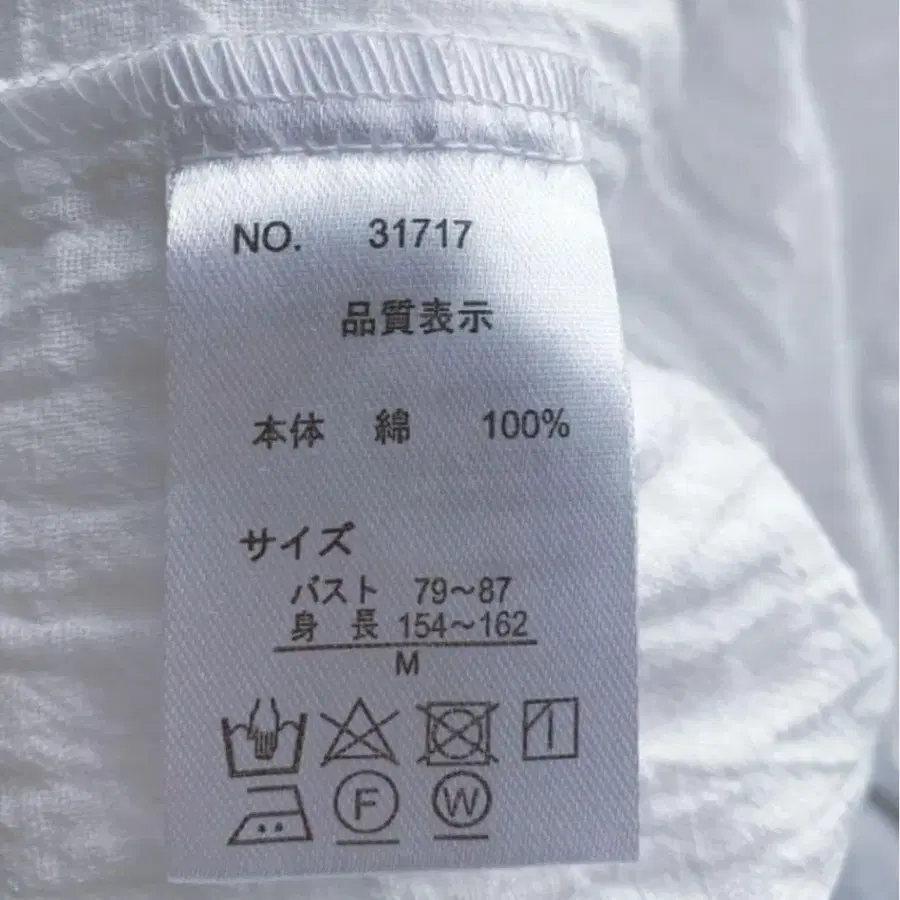 NO. 31717
品質表示
本体 綿 100%
サイズ
バスト 79～87
身 長 154～162
M
F W